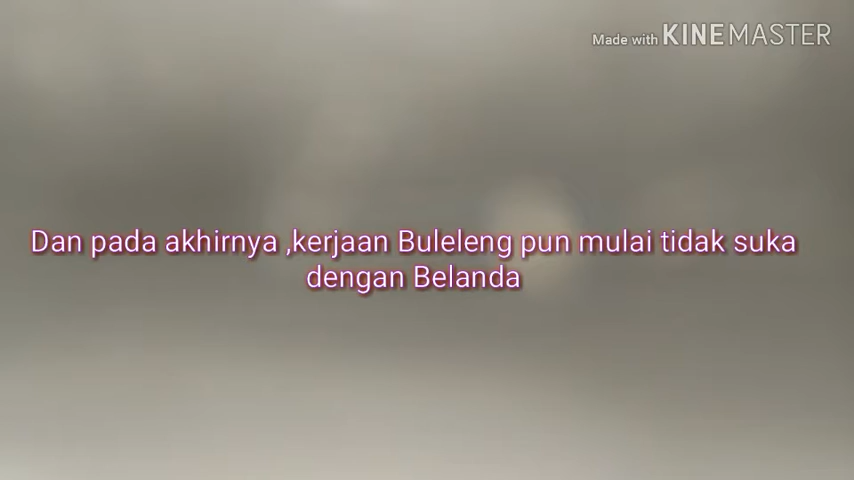 Made with KINEMASTER
Dan pada akhirnya ,kerjaan Buleleng pun mulai tidak suka
dengan Belanda